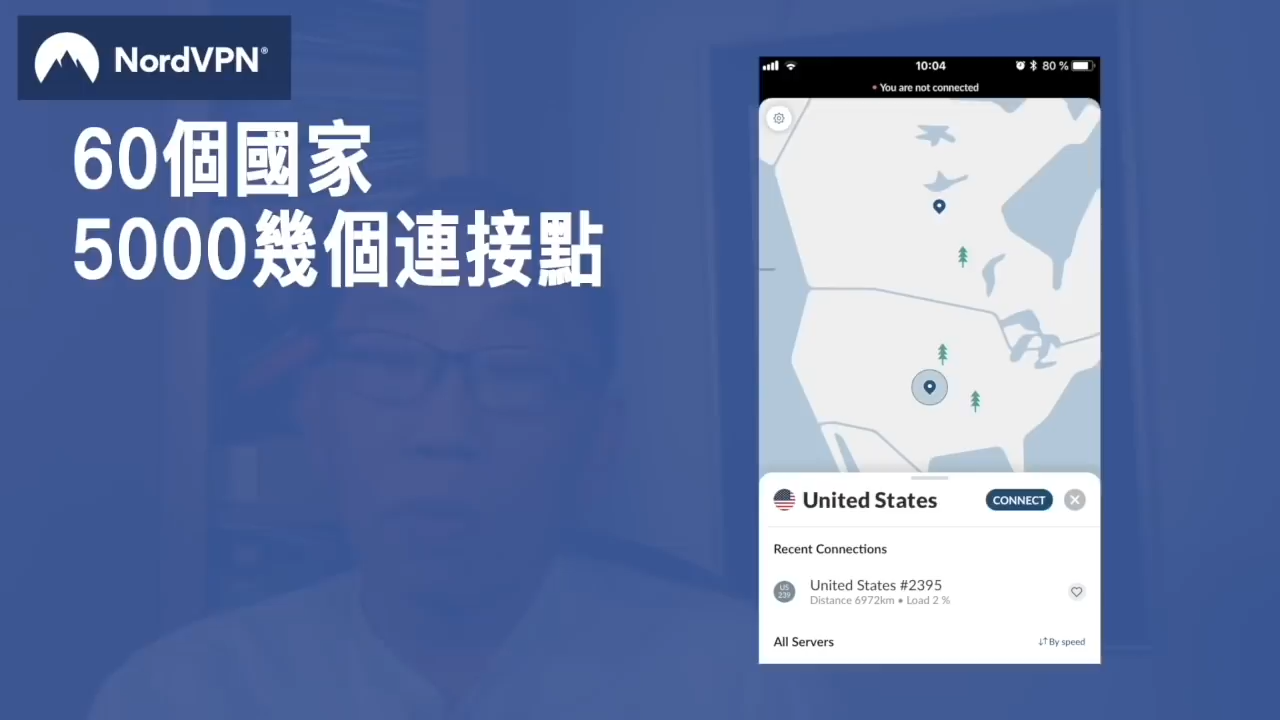 NordVPN®
60個國家
5000幾個連接點
10:04
80 %
You are not connected
United States
CONNECT
Recent Connections
US
239
United States #2395
Distance 6972km • Load 2 %
All Servers
↓↑ By speed